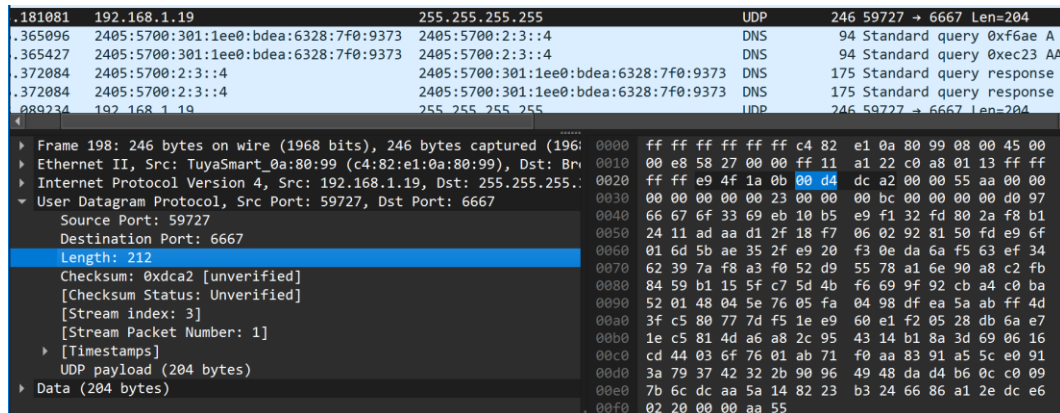 .181081 192.168.1.19 255.255.255.255 UDP 246 59727 → 6667 Len=204
.365096 2405:5700:301:1ee0:bdea:6328:7f0:9373 2405:5700:2:3::4 DNS 94 Standard query 0xf6ae A
.365427 2405:5700:301:1ee0:bdea:6328:7f0:9373 2405:5700:2:3::4 DNS 94 Standard query 0xec23 AA
.372084 2405:5700:2:3::4 2405:5700:301:1ee0:bdea:6328:7f0:9373 DNS 175 Standard query response
.372084 2405:5700:2:3::4 2405:5700:301:1ee0:bdea:6328:7f0:9373 DNS 175 Standard query response
.089234 192.168.1.19 255.255.255.255 UDP 246 59727 → 6667 Len=204
Frame 198: 246 bytes on wire (1968 bits), 246 bytes captured (1968
Ethernet II, Src: TuyaSmart_0a:80:99 (c4:82:e1:0a:80:99), Dst: Bro
Internet Protocol Version 4, Src: 192.168.1.19, Dst: 255.255.255.
User Datagram Protocol, Src Port: 59727, Dst Port: 6667
Source Port: 59727
Destination Port: 6667
Length: 212
Checksum: 0xdca2 [unverified]
[Checksum Status: Unverified]
[Stream index: 3]
[Stream Packet Number: 1]
[Timestamps]
UDP payload (204 bytes)
Data (204 bytes)
0000 ff ff ff ff ff ff c4 82 e1 0a 80 99 08 00 45 00
0010 00 e8 58 27 00 00 ff 11 a1 22 c0 a8 01 13 ff ff
0020 ff ff e9 4f 1a 0b 00 d4 dc a2 00 00 55 aa 00 00
0030 00 00 00 00 00 23 00 00 00 bc 00 00 00 00 d0 97
0040 66 67 6f 33 69 eb 10 b5 e9 f1 32 fd 80 2a f8 b1
0050 24 11 ad aa d1 2f 18 f7 06 02 92 81 50 fd e9 6f
0060 01 6d 5b ae 35 2f e9 20 f3 0e da 6a f5 63 ef 34
0070 62 39 7a f8 a3 f0 52 d9 55 78 a1 6e 90 a8 c2 fb
0080 84 59 b1 15 5f c7 5d 4b f6 69 9f 92 cb a4 c0 ba
0090 52 01 48 04 5e 76 05 fa 04 98 df ea 5a ab ff 4d
00a0 3f c5 80 77 7d f5 1e e9 60 e1 f2 05 28 db 6a e7
00b0 1e c5 81 4d a6 a8 2c 95 43 14 b1 8a 3d 69 06 16
00c0 cd 44 03 6f 76 01 ab 71 f0 aa 83 91 a5 5c e0 91
00d0 3a 79 37 42 32 2b 90 96 49 48 da d4 b6 0c c0 09
00e0 7b 6c dc aa 5a 14 82 23 b3 24 66 86 a1 2e dc e6
00f0 02 20 00 00 aa 55